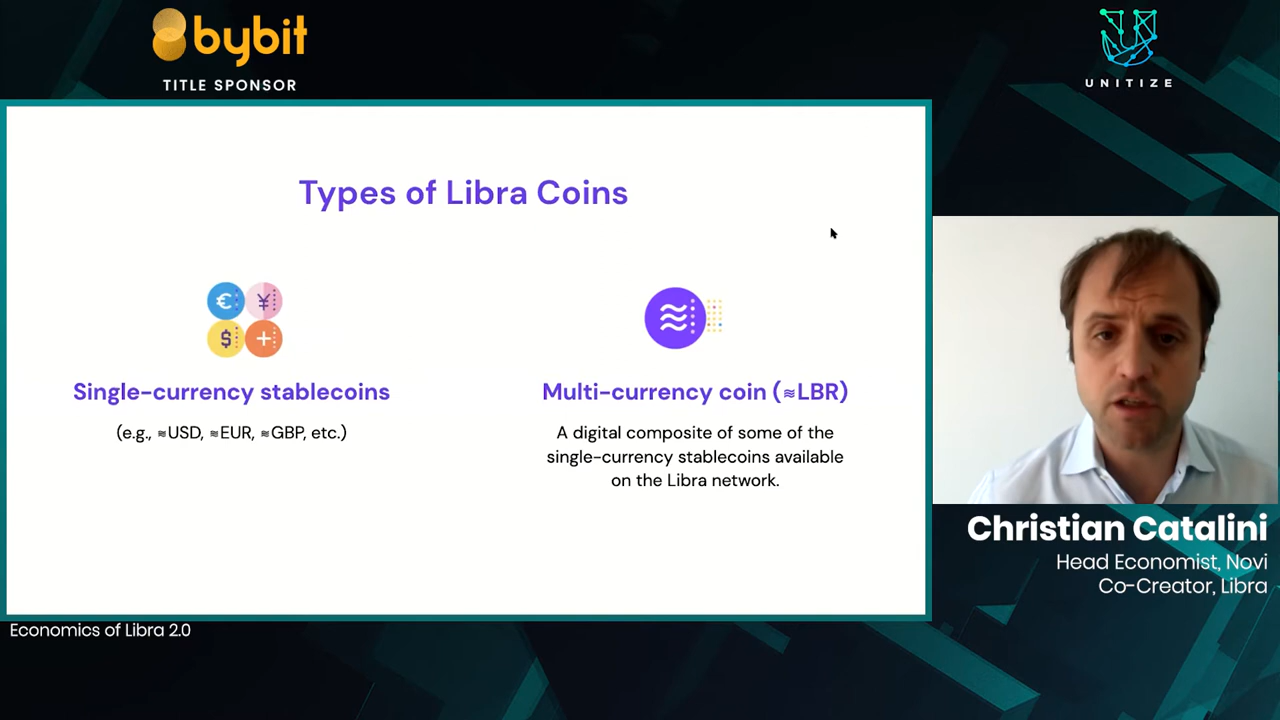 bybit
TITLE SPONSOR
UNITIZE
Types of Libra Coins
Single-currency stablecoins
(e.g., ≋USD, ≋EUR, ≋GBP, etc.)
Multi-currency coin (≋LBR)
A digital composite of some of the
single-currency stablecoins available
on the Libra network.
Christian Catalini
Head Economist, Novi
Co-Creator, Libra
Economics of Libra 2.0